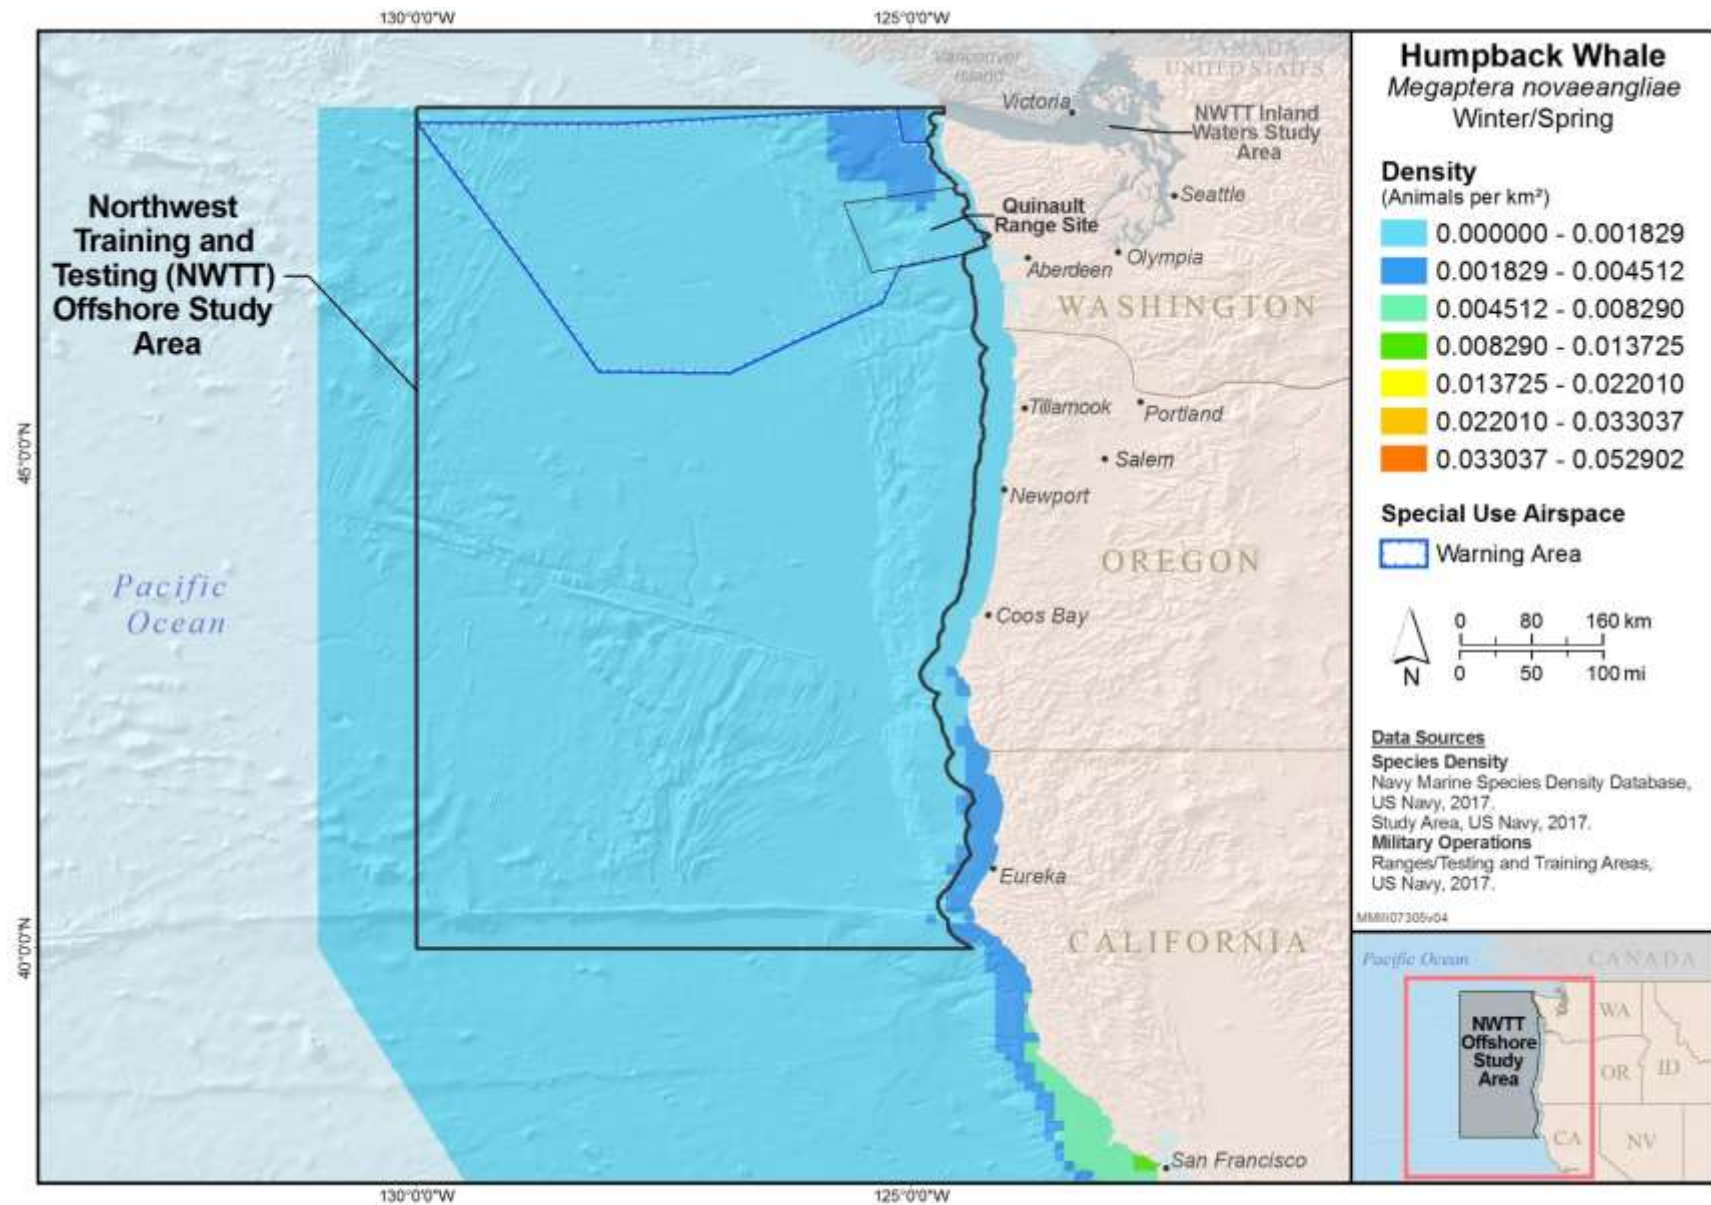 130°0'0"W
125°0'0"W
45°0'0"N
40°0'0"N
Vancouver
Island
CANADA
UNITED STATES
Victoria
NWTT Inland
Waters Study
Area
Seattle
Northwest
Training and
Testing (NWTT)
Offshore Study
Area
Quinault
Range Site
Aberdeen
Olympia
WASHINGTON
Tillamook
Portland
Salem
Newport
OREGON
Pacific
Ocean
Coos Bay
Eureka
CALIFORNIA
San Francisco
130°0'0"W
125°0'0"W
Humpback Whale
Megaptera novaeangliae
Winter/Spring
Density
(Animals per km²)
0.000000 - 0.001829
0.001829 - 0.004512
0.004512 - 0.008290
0.008290 - 0.013725
0.013725 - 0.022010
0.022010 - 0.033037
0.033037 - 0.052902
Special Use Airspace
Warning Area
N
0 80 160 km
0 50 100 mi
Data Sources
Species Density
Navy Marine Species Density Database,
US Navy, 2017.
Study Area, US Navy, 2017.
Military Operations
Ranges/Testing and Training Areas,
US Navy, 2017.
Pacific Ocean
CANADA
NWTT
Offshore
Study
Area
WA
OR
ID
CA
NV